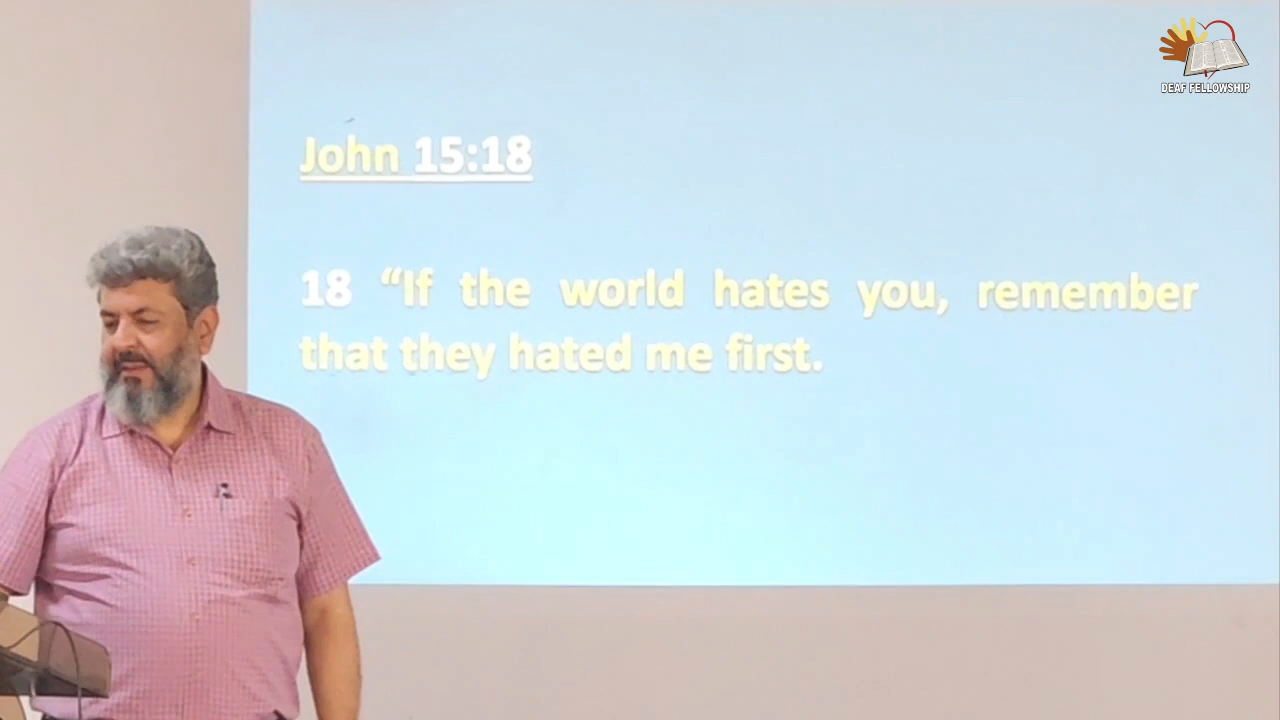 DEAF FELLOWSHIP
John 15:18
18 “If the world hates you, remember
that they hated me first.